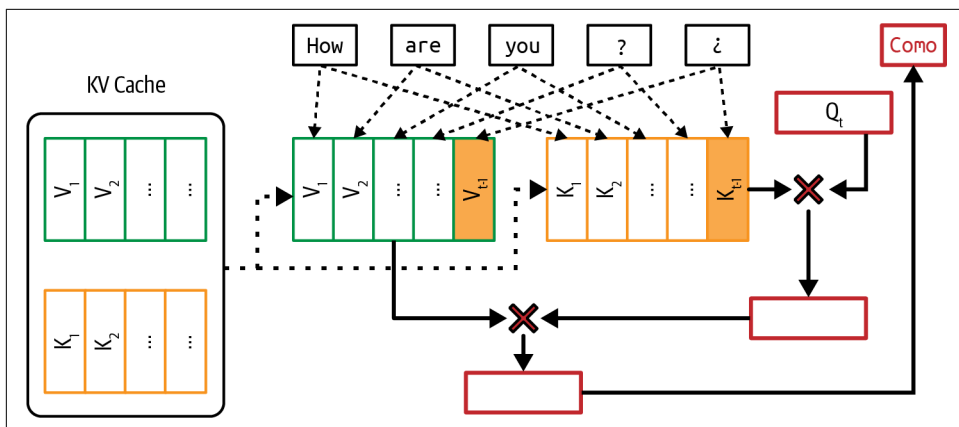 How are you ? ¿ Como
KV Cache
Q_t
V_1 V_2 ... ... 
V_1 V_2 ... ... V_t-1
K_1 K_2 ... ... K_t-1
K_1 K_2 ... ...